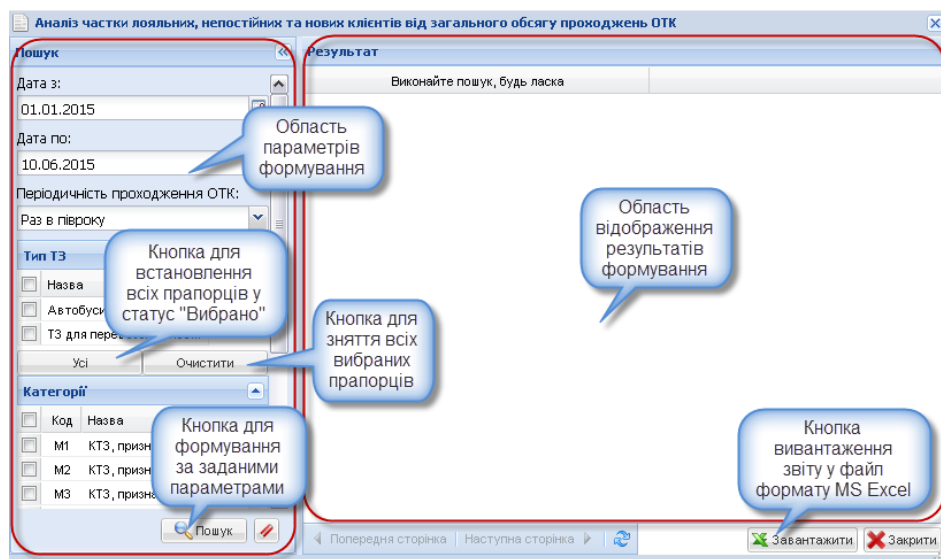 Аналіз частки лояльних, непостійних та нових клієнтів від загального обсягу проходжень ОТК
Пошук
Дата з:
01.01.2015
Дата по:
10.06.2015
Періодичність проходження ОТК:
Раз в півроку
Тип ТЗ
Назва
Автобуси
ТЗ для
Усі
Очистити
Категорії
Код Назва
M1 КТЗ, призн
M2 КТЗ, призн
M3 КТЗ, призна
Пошук
Результат
Виконайте пошук, будь ласка
Область
параметрів
формування
Кнопка для
встановлення
всіх прапорців у
статус "Вибрано"
Кнопка для
зняття всіх
вибраних
прапорців
Кнопка для
формування
за заданими
параметрами
Область
відображення
результатів
формування
Кнопка
вивантаження
звіту у файл
формату MS Excel
Попередня сторінка
Наступна сторінка
Завантажити
Закрити